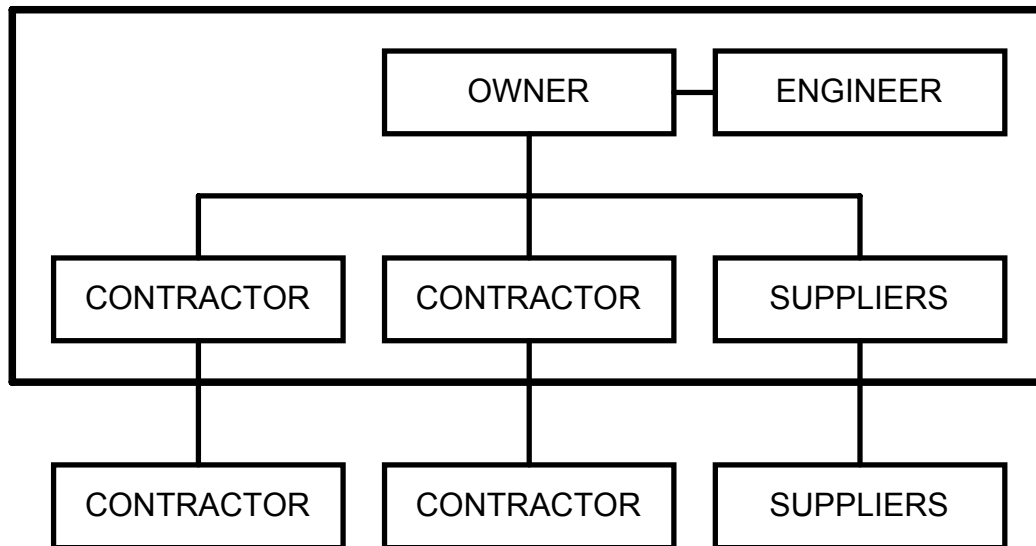 OWNER
ENGINEER
CONTRACTOR
CONTRACTOR
SUPPLIERS
CONTRACTOR
CONTRACTOR
SUPPLIERS